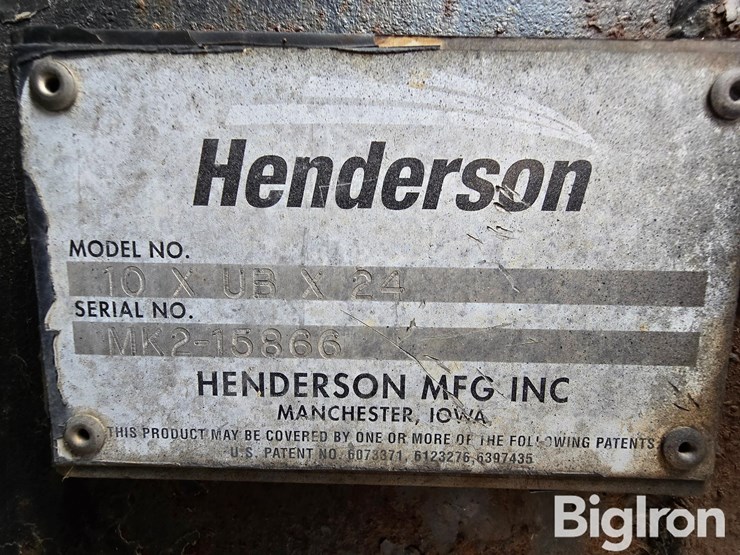 Henderson
MODEL NO.
10 X UB X 24
SERIAL NO.
MK2-15866
HENDERSON MFG INC
MANCHESTER, IOWA
THIS PRODUCT MAY BE COVERED BY ONE OR MORE OF THE FOLLOWING PATENTS
U.S. PATENT NO. 6073371, 6123276,6397435
BigIron